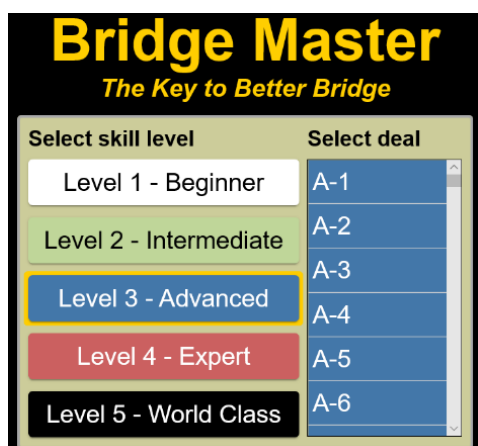 Bridge Master
The Key to Better Bridge
Select skill level
Level 1 - Beginner
Level 2 - Intermediate
Level 3 - Advanced
Level 4 - Expert
Level 5 - World Class
Select deal
A-1
A-2
A-3
A-4
A-5
A-6